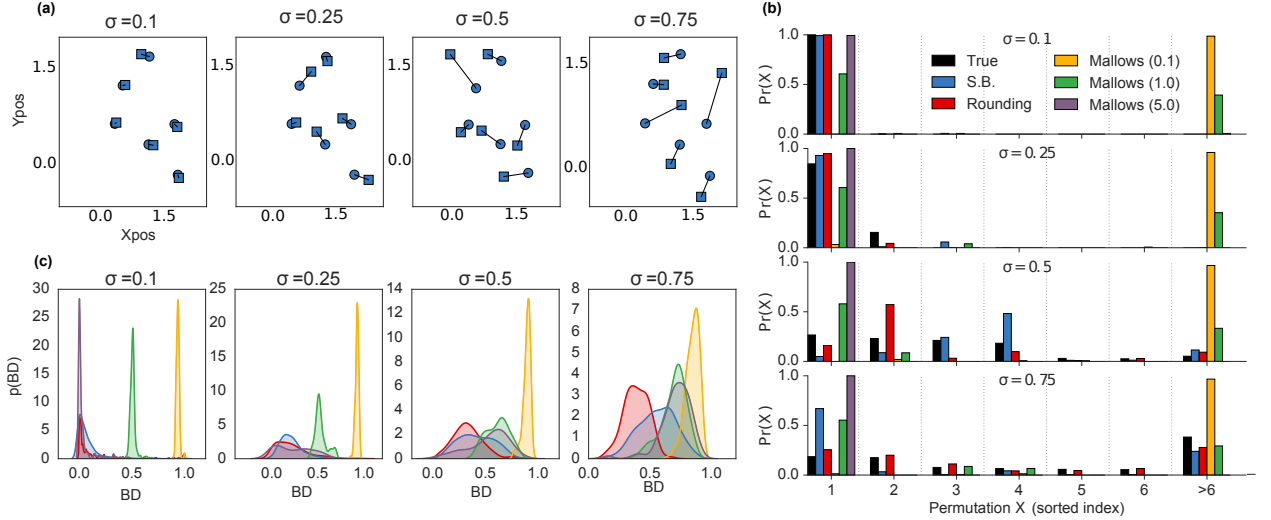 (a)
σ =0.1
σ =0.25
σ =0.5
σ =0.75
Ypos
1.5
0.0
1.5
0.0
1.5
0.0
1.5
0.0
0.0 1.5
0.0 1.5
0.0 1.5
0.0 1.5
Xpos
(b)
σ = 0.1
True
S.B.
Rounding
Mallows (0.1)
Mallows (1.0)
Mallows (5.0)
Pr(X)
1.0
0.5
0.0
σ = 0.25
Pr(X)
1.0
0.5
0.0
σ = 0.5
Pr(X)
1.0
0.5
0.0
σ = 0.75
Pr(X)
1.0
0.5
0.0
1 2 3 4 5 6 >6
Permutation X (sorted index)
(c)
σ =0.1
σ =0.25
σ =0.5
σ =0.75
p(BD)
30
25
20
15
10
5
0
0.0 0.5 1.0
BD
25
20
15
10
5
0
0.0 0.5 1.0
BD
14
12
10
8
6
4
2
0
0.0 0.5 1.0
BD
8
7
6
5
4
3
2
1
0
0.0 0.5 1.0
BD